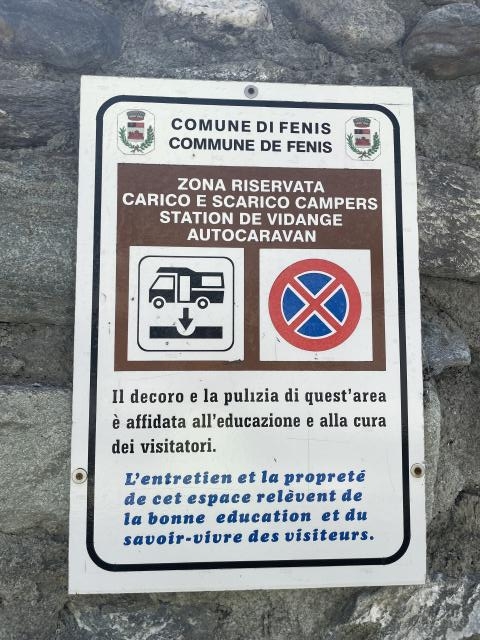 COMUNE DI FENIS
COMMUNE DE FENIS
ZONA RISERVATA
CARICO E SCARICO CAMPERS
STATION DE VIDANGE
AUTOCARAVAN
Il decoro e la pulizia di quest'area
è affidata all'educazione e alla cura
dei visitatori.
L'entretien et la propreté
de cet espace relèvent de
la bonne education et du
savoir-vivre des visiteurs.